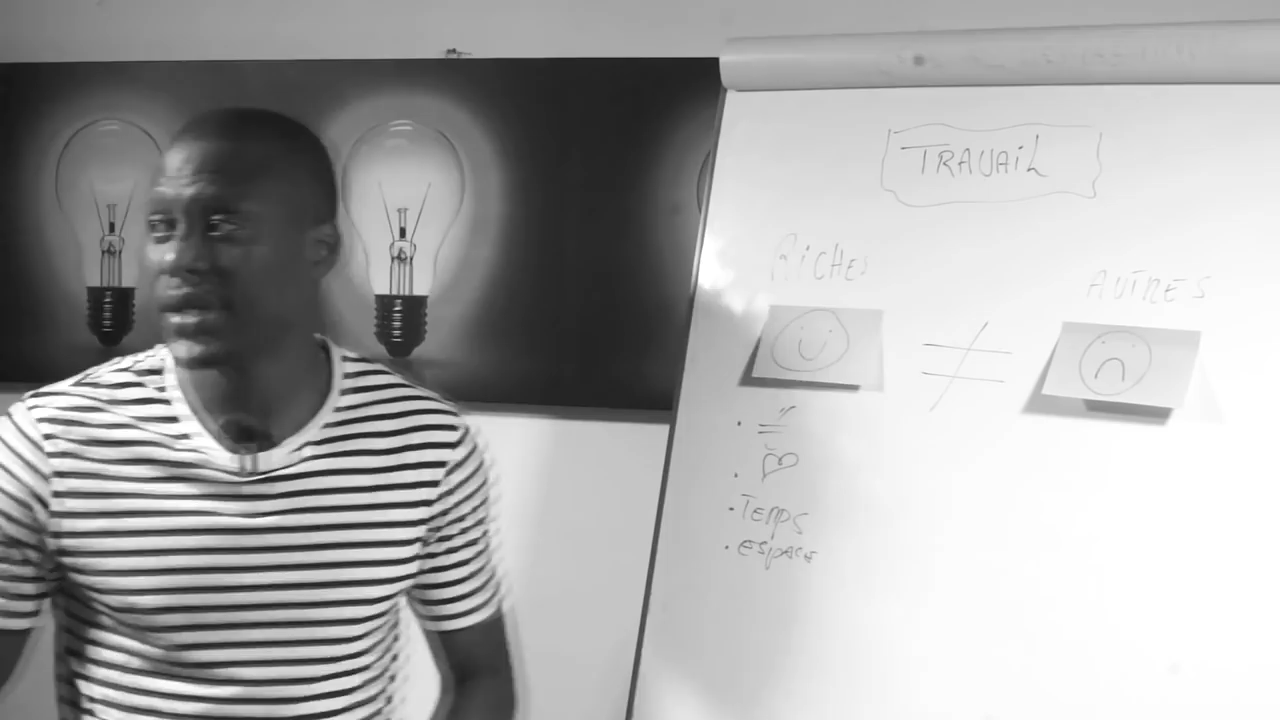 TRAVAiL
RiCHES
AUTRES
≠
• TEMPS
• ESPACE